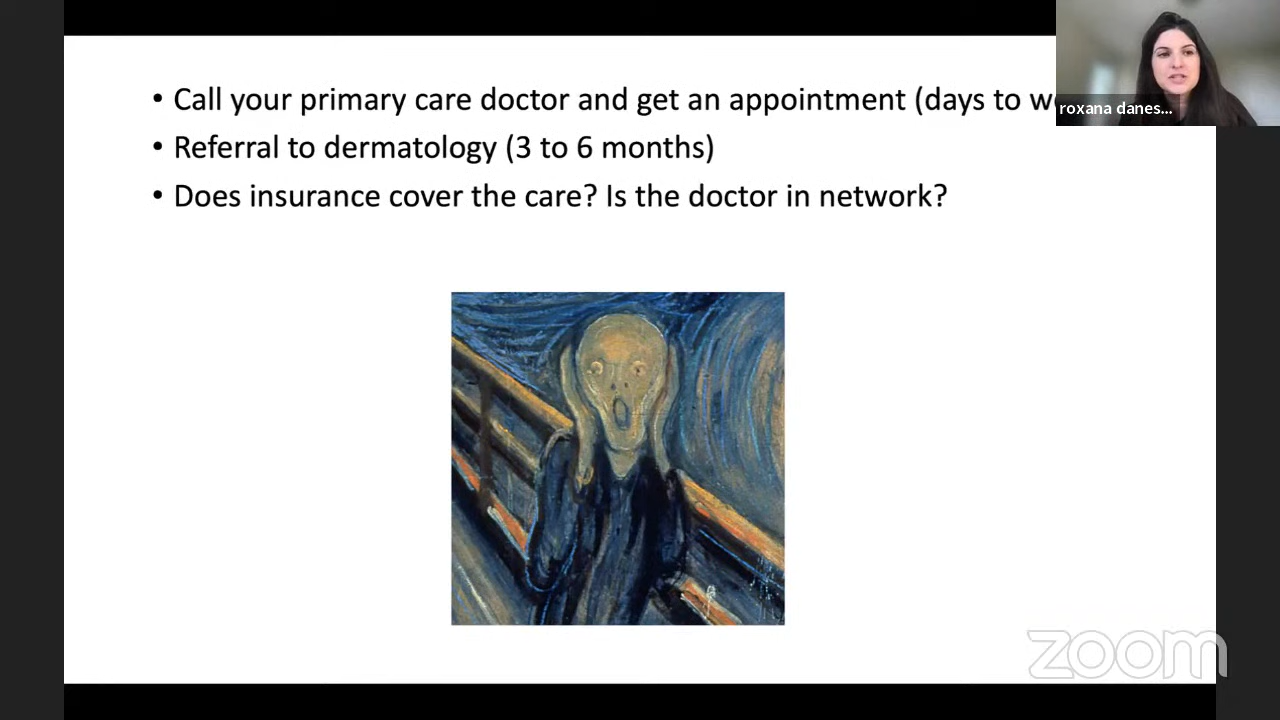 • Call your primary care doctor and get an appointment (days to
roxana danes...
• Referral to dermatology (3 to 6 months)
• Does insurance cover the care? Is the doctor in network?
zoom